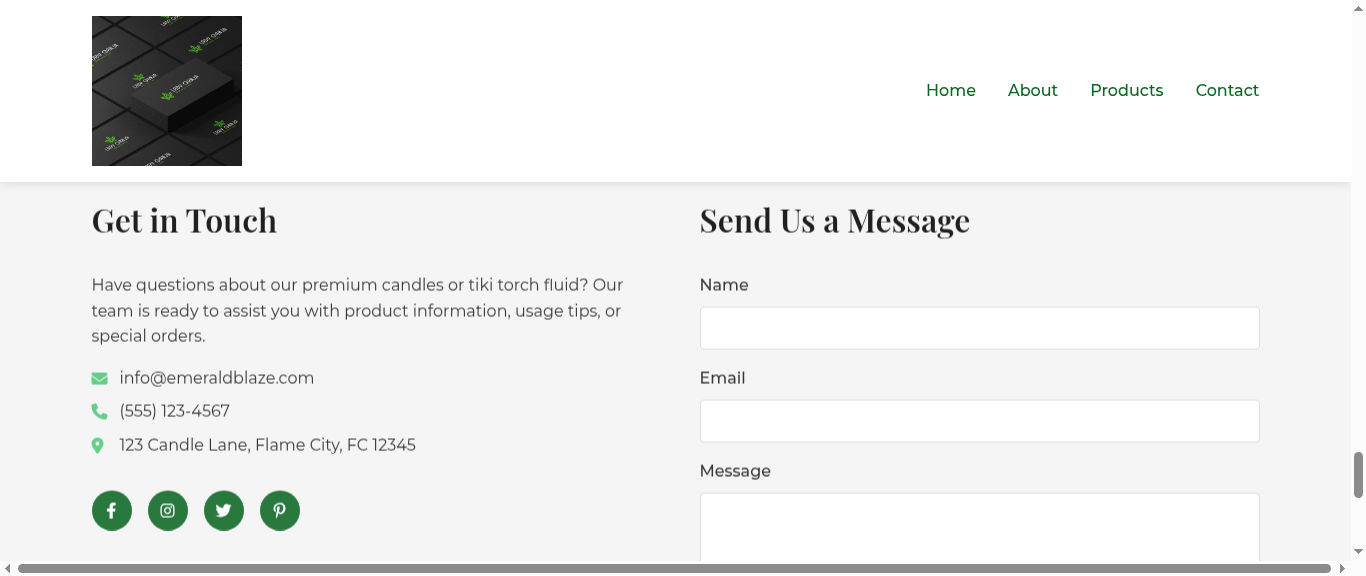 Home About Products Contact
Get in Touch
Have questions about our premium candles or tiki torch fluid? Our
team is ready to assist you with product information, usage tips, or
special orders.
info@emeraldblaze.com
(555) 123-4567
123 Candle Lane, Flame City, FC 12345
Send Us a Message
Name
Email
Message